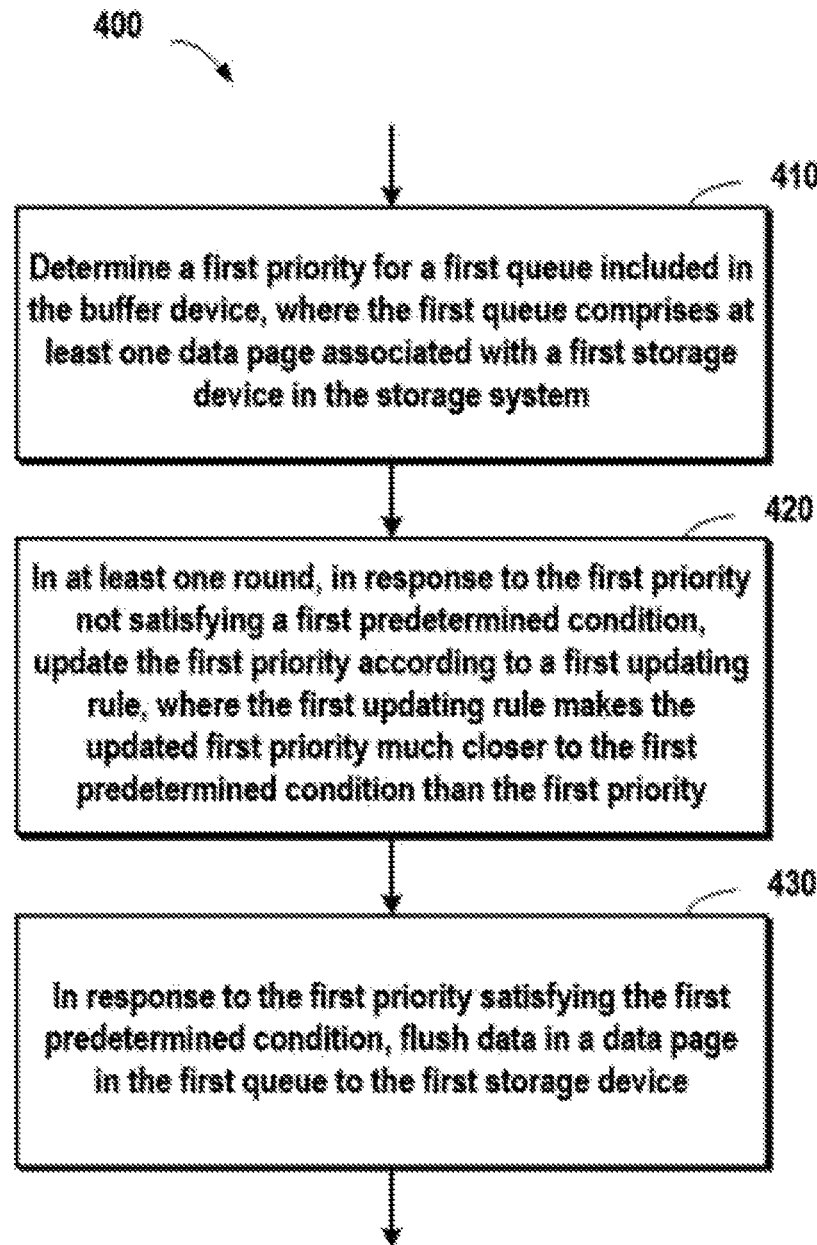 400
410
Determine a first priority for a first queue included in
the buffer device, where the first queue comprises at
least one data page associated with a first storage
device in the storage system
420
In at least one round, in response to the first priority
not satisfying a first predetermined condition,
update the first priority according to a first updating
rule, where the first updating rule makes the
updated first priority much closer to the first
predetermined condition than the first priority
430
In response to the first priority satisfying the first
predetermined condition, flush data in a data page
in the first queue to the first storage device